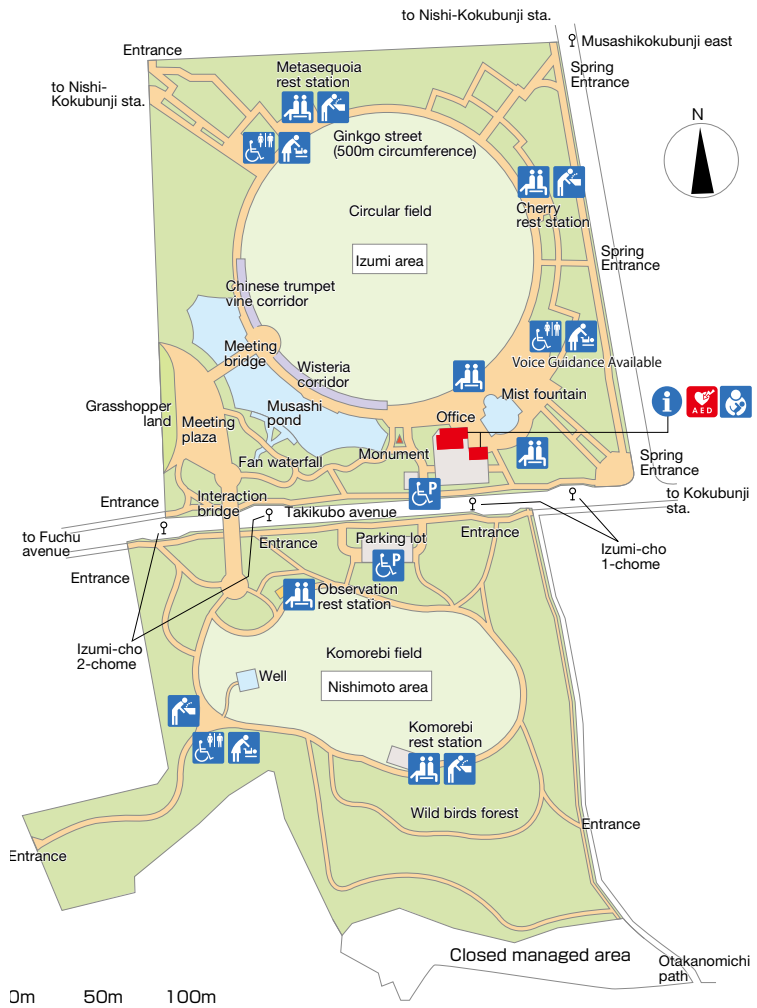 to Nishi-Kokubunji sta.
Musashikokubunji east
Entrance
Spring
Entrance
Metasequoia
rest station
to Nishi-
Kokubunji sta.
N
Ginkgo street
(500m circumference)
Circular field
Cherry
rest station
Izumi area
Spring
Entrance
Chinese trumpet
vine corridor
Meeting
bridge
Voice Guidance Available
Wisteria
corridor
Mist fountain
i
AED
Grasshopper
land
Meeting
plaza
Musashi
pond
Office
Monument
Fan waterfall
Spring
Entrance
P
Entrance
Interaction
bridge
Takikubo avenue
to Kokubunji
sta.
to Fuchu
avenue
Entrance
Parking lot
Entrance
Izumi-cho
1-chome
P
Entrance
Observation
rest station
Izumi-cho
2-chome
Komorebi field
Well
Nishimoto area
Komorebi
rest station
Wild birds forest
Entrance
Entrance
Closed managed area
Otakanomichi
path
0m
50m
100m